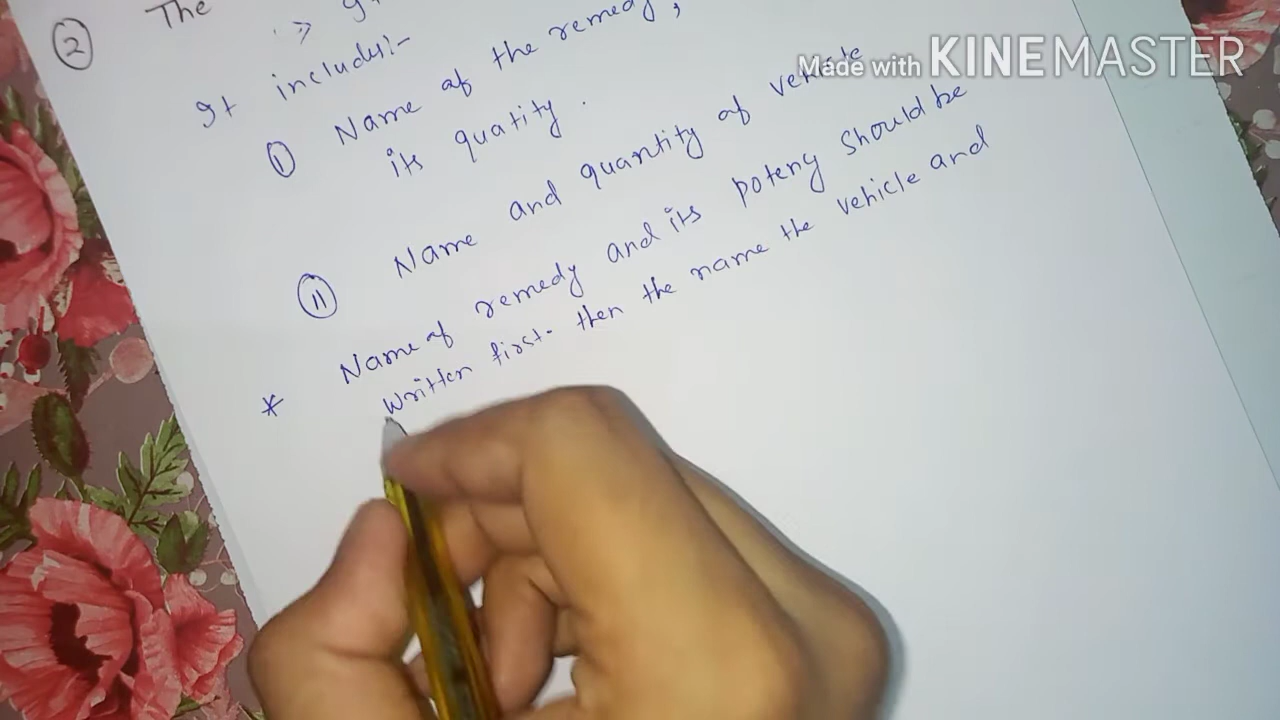 ② The
It includs:-
① Name of the remedy,
its quatity.
Name and quantity of vehicle
⑪
* Name of remedy and its poteny should be
written first. then the name the vehicle and
Made with KINEMASTER